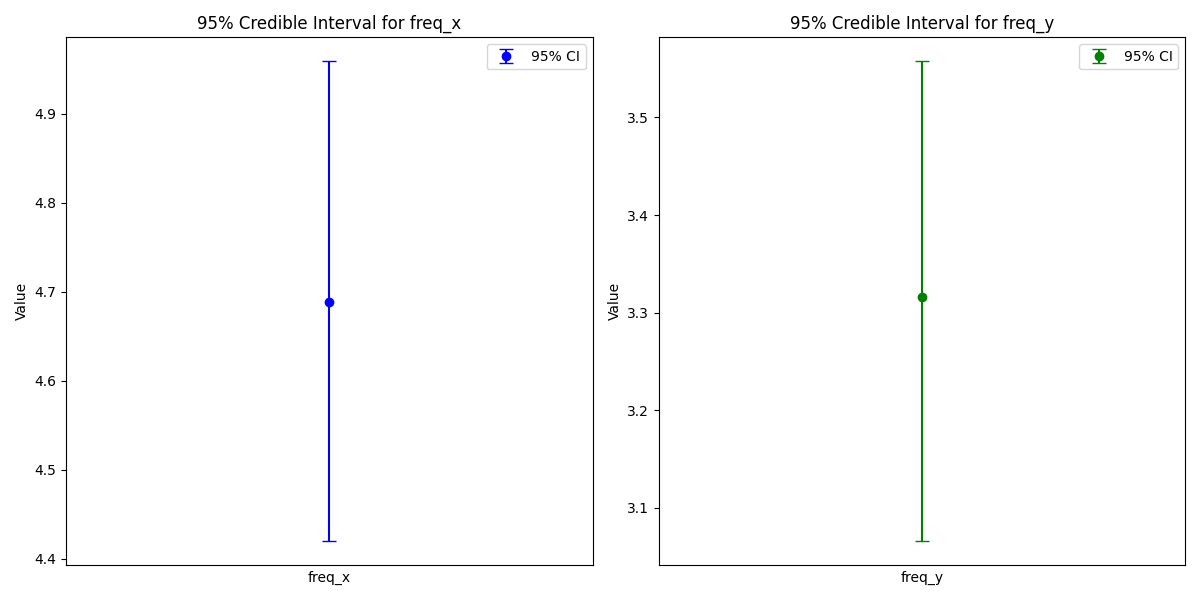 95% Credible Interval for freq_x
95% CI
4.9
4.8
4.7
4.6
4.5
4.4
Value
freq_x
95% Credible Interval for freq_y
95% CI
3.5
3.4
3.3
3.2
3.1
Value
freq_y